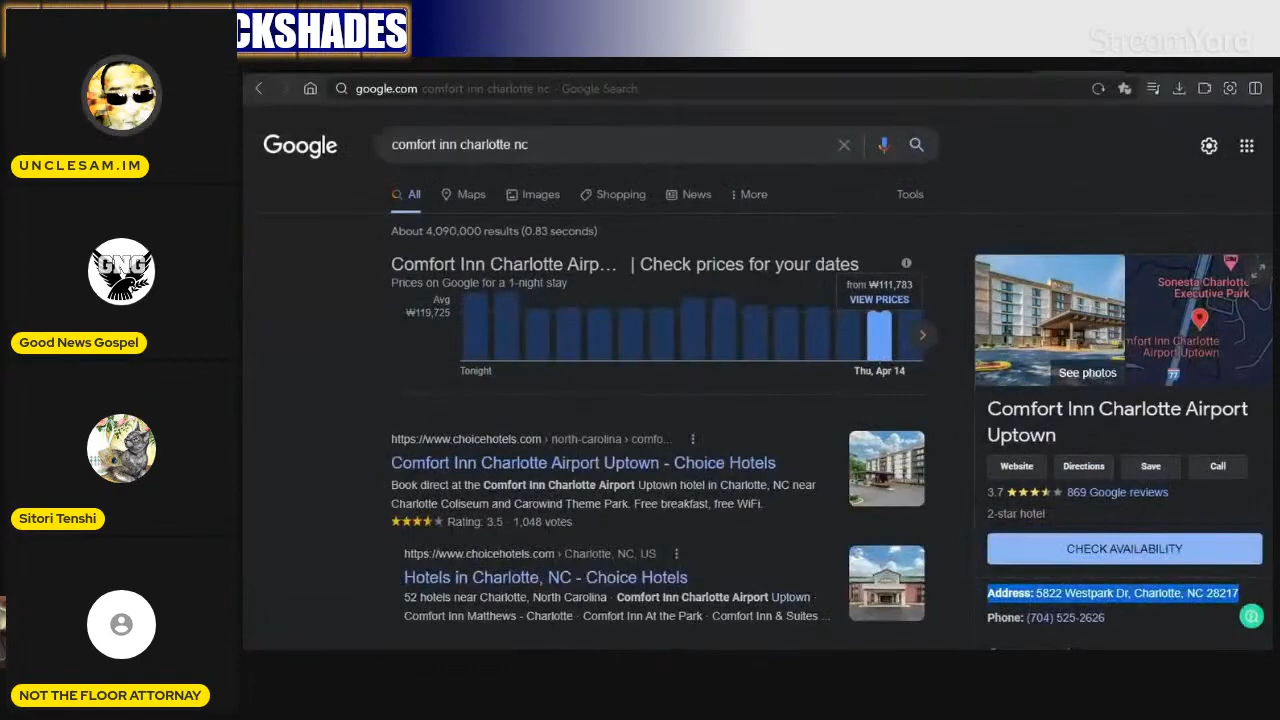 CKSHADES
StreamYard
UNCLESAM.IM
GNG
Good News Gospel
Sitori Tenshi
NOT THE FLOOR ATTORNAY
google.com comfort inn charlotte nc - Google Search
Google
comfort inn charlotte nc
All Maps Images Shopping News More Tools
About 4,090,000 results (0.83 seconds)
Comfort Inn Charlotte Airp... | Check prices for your dates
Prices on Google for a 1-night stay
Avg
₩119,725
from ₩111,783
VIEW PRICES
Tonight
Thu, Apr 14
https://www.choicehotels.com › north-carolina › comfo...
Comfort Inn Charlotte Airport Uptown - Choice Hotels
Book direct at the Comfort Inn Charlotte Airport Uptown hotel in Charlotte, NC near
Charlotte Coliseum and Carowind Theme Park. Free breakfast, free WiFi.
Rating: 3.5 · 1,048 votes
https://www.choicehotels.com › Charlotte, NC, US
Hotels in Charlotte, NC - Choice Hotels
52 hotels near Charlotte, North Carolina · Comfort Inn Charlotte Airport Uptown ·
Comfort Inn Matthews - Charlotte · Comfort Inn At the Park · Comfort Inn & Suites ...
See photos
Sonesta Charlotte
Executive Park
mfort Inn Charlotte
Airport Uptown
77
Comfort Inn Charlotte Airport
Uptown
Website Directions Save Call
3.7 869 Google reviews
2-star hotel
CHECK AVAILABILITY
Address: 5822 Westpark Dr, Charlotte, NC 28217
Phone: (704) 525-2626